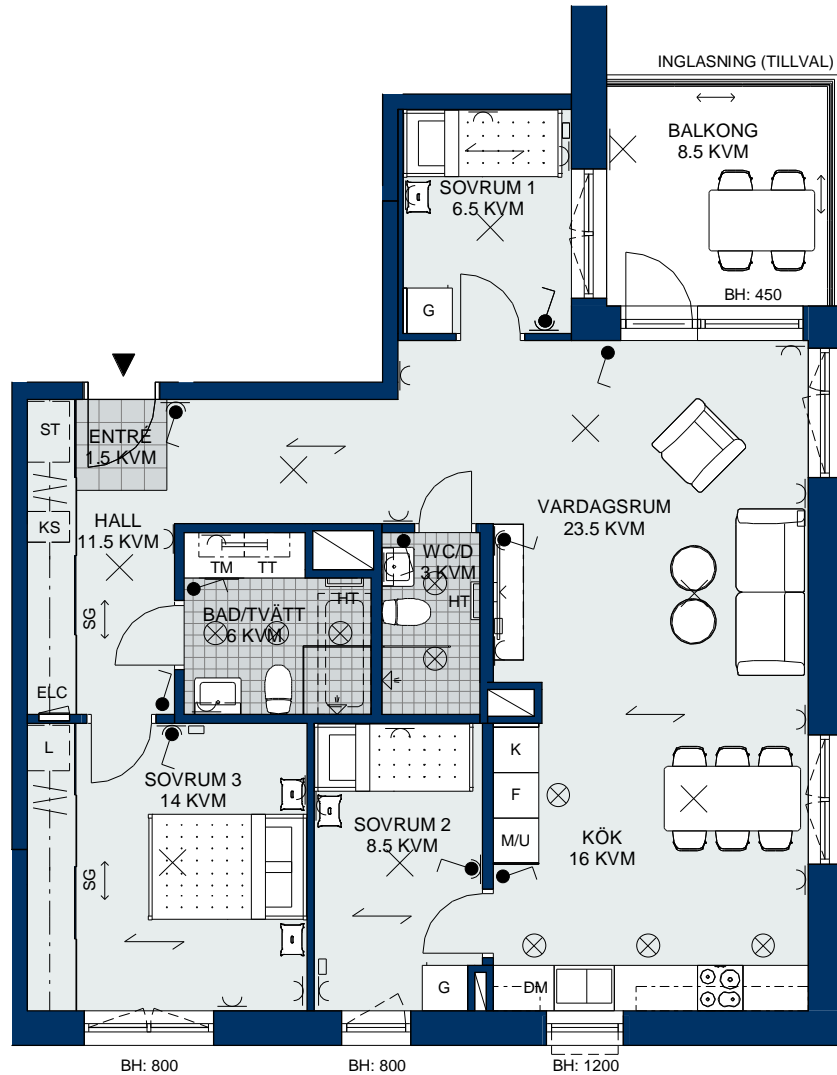 INGLASNING (TILLVAL)
BALKONG
8.5 KVM
SOVRUM 1
6.5 KVM
G
BH: 450
ST
ENTRÉ
1.5 KVM
KS
HALL
11.5 KVM
VARDAGSRUM
23.5 KVM
TM
TT
WC/D
3 KVM
HT
HT
BAD/TVÄTT
6 KVM
SG
ELC
L
SOVRUM 3
14 KVM
K
F
M/U
SOVRUM 2
8.5 KVM
KÖK
16 KVM
SG
G
DM
BH: 800
BH: 800
BH: 1200